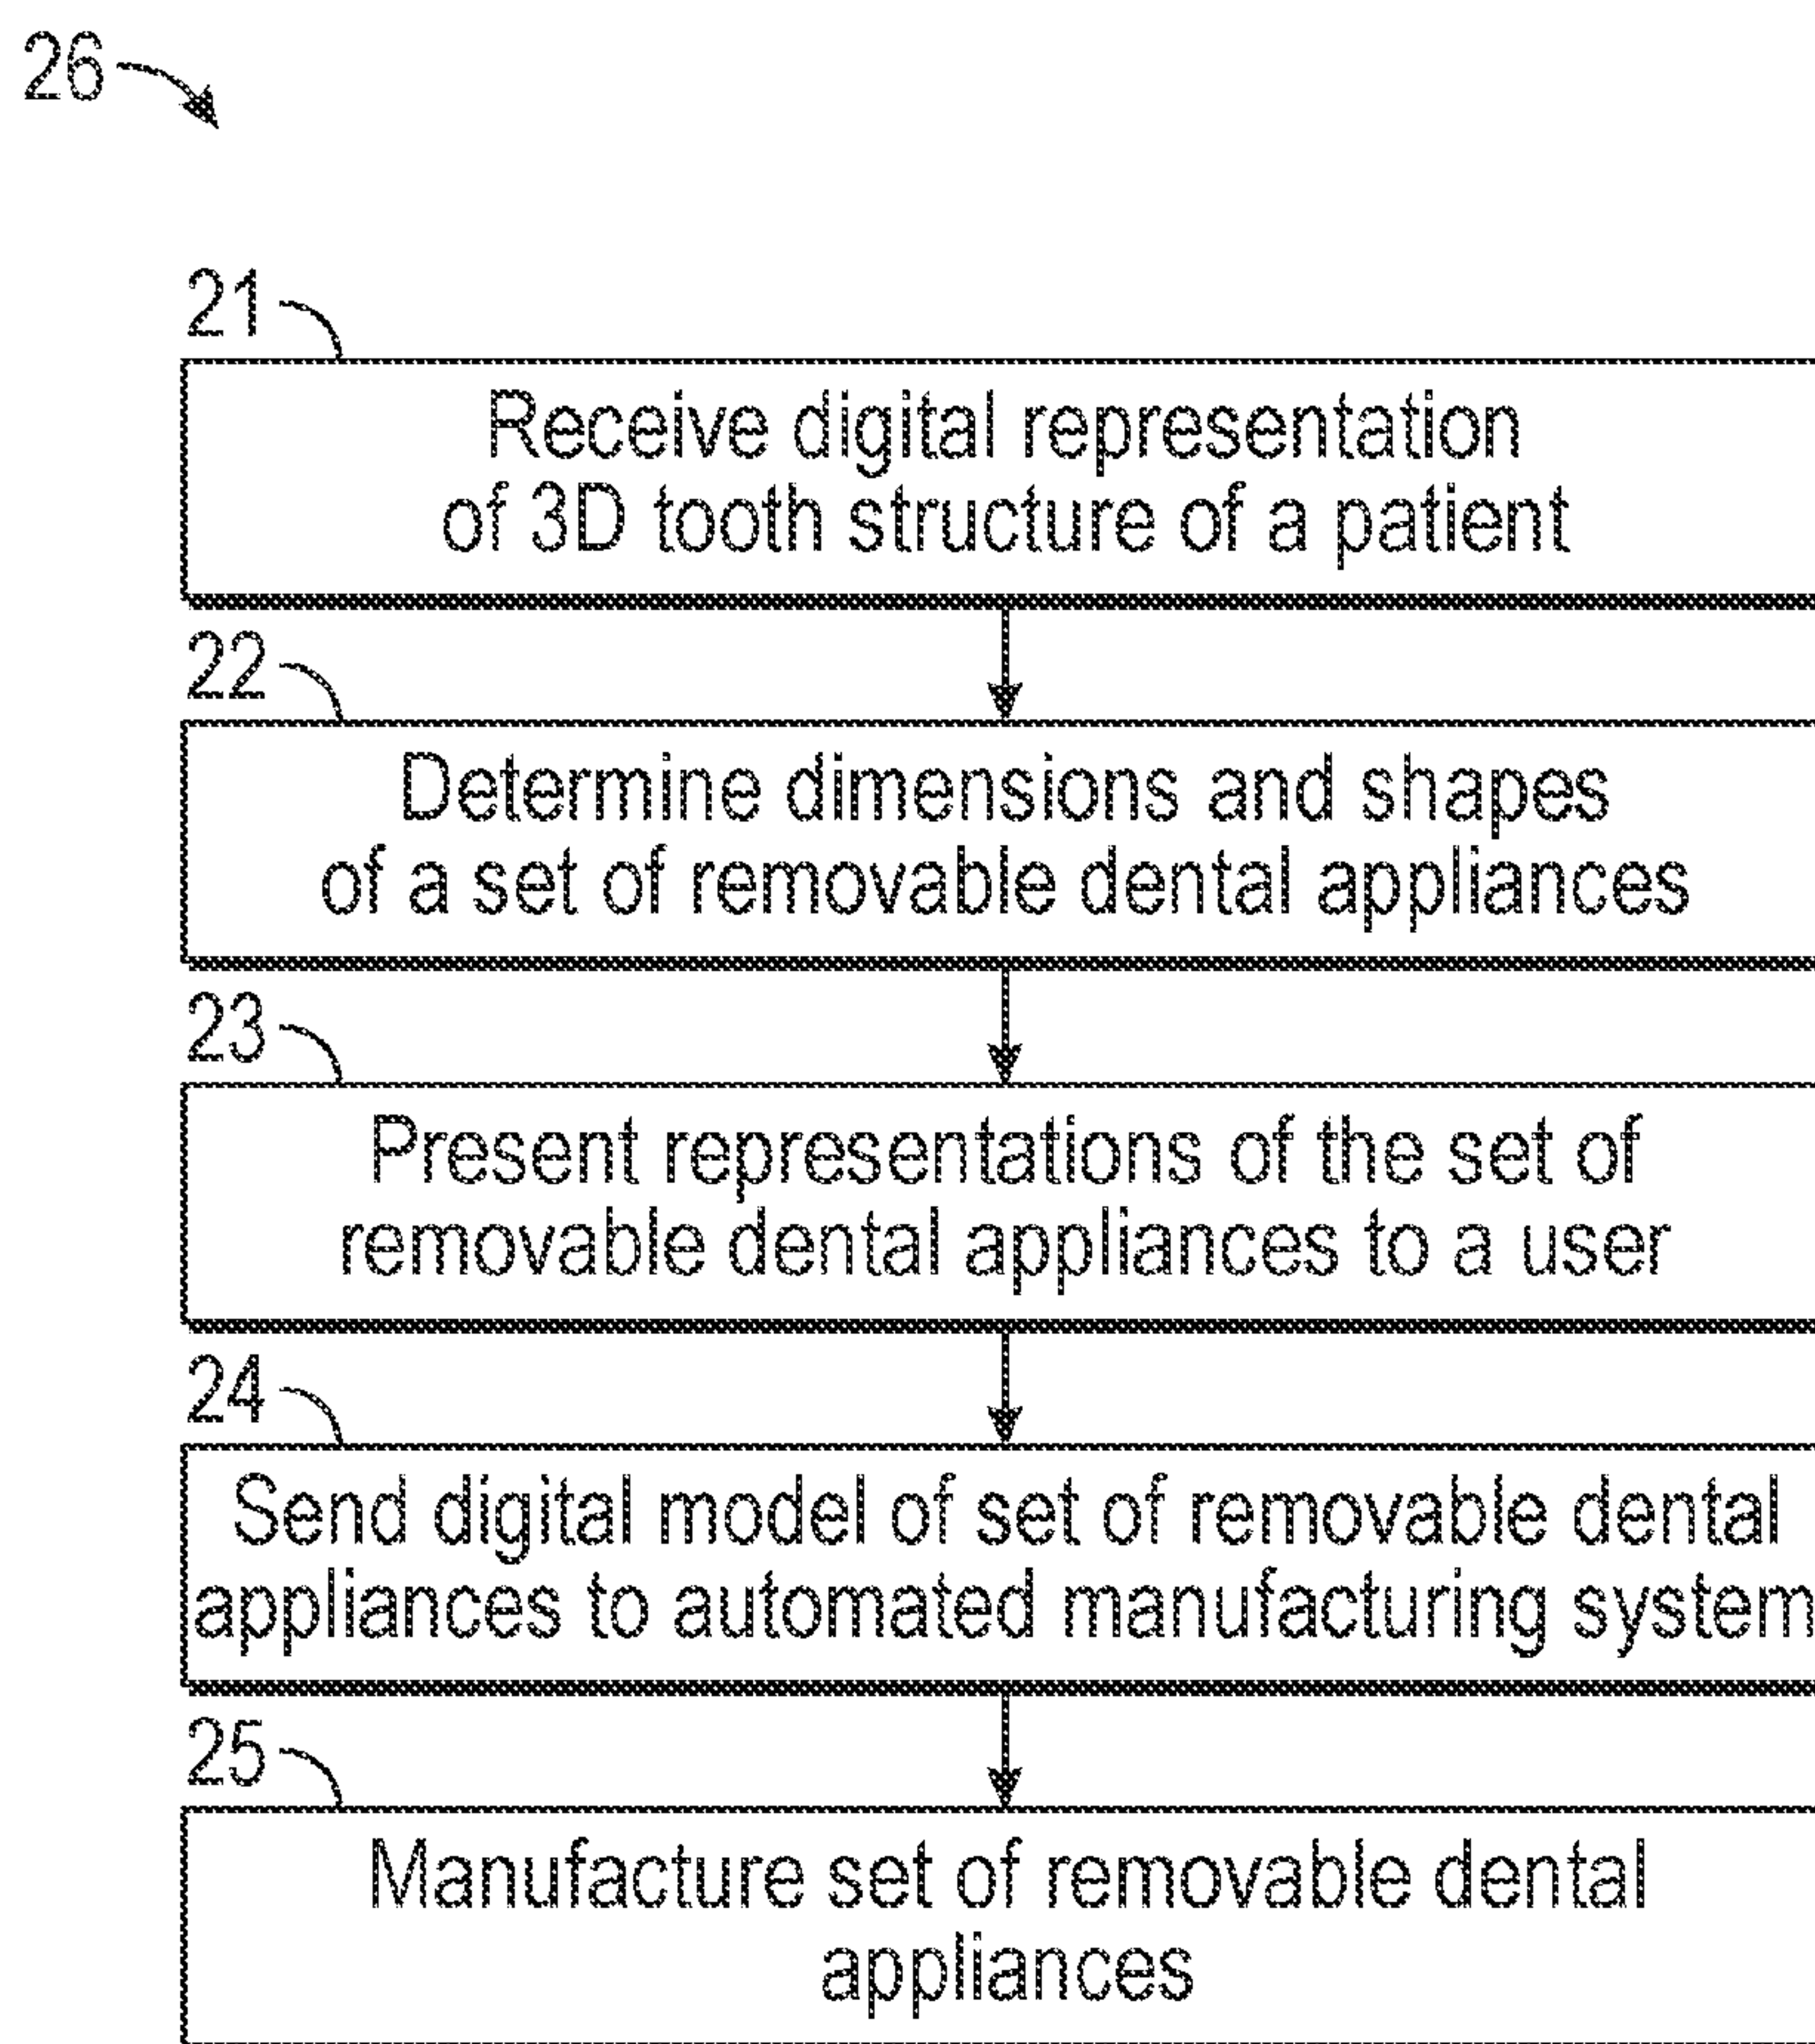 26
21
Receive digital representation
of 3D tooth structure of a patient
22
Determine dimensions and shapes
of a set of removable dental appliances
23
Present representations of the set of
removable dental appliances to a user
24
Send digital model of set of removable dental
appliances to automated manufacturing system
25
Manufacture set of removable dental
appliances